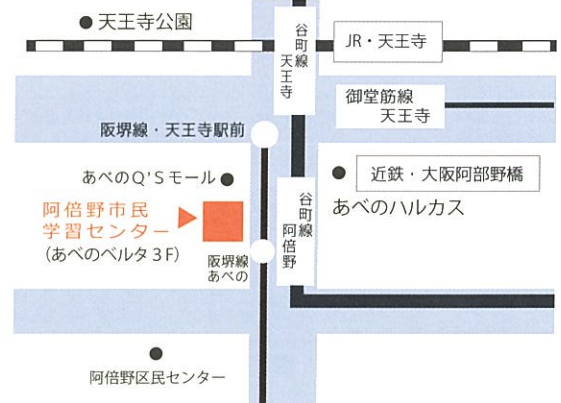 天王寺公園
谷町線
天王寺
JR・天王寺
御堂筋線
天王寺
阪堺線・天王寺駅前
あべのQ'Sモール
近鉄・大阪阿部野橋
あべのハルカス
阿倍野市民
学習センター
(あべのベルタ3F)
谷町線
阿倍野
阪堺線
あべの
阿倍野区民センター